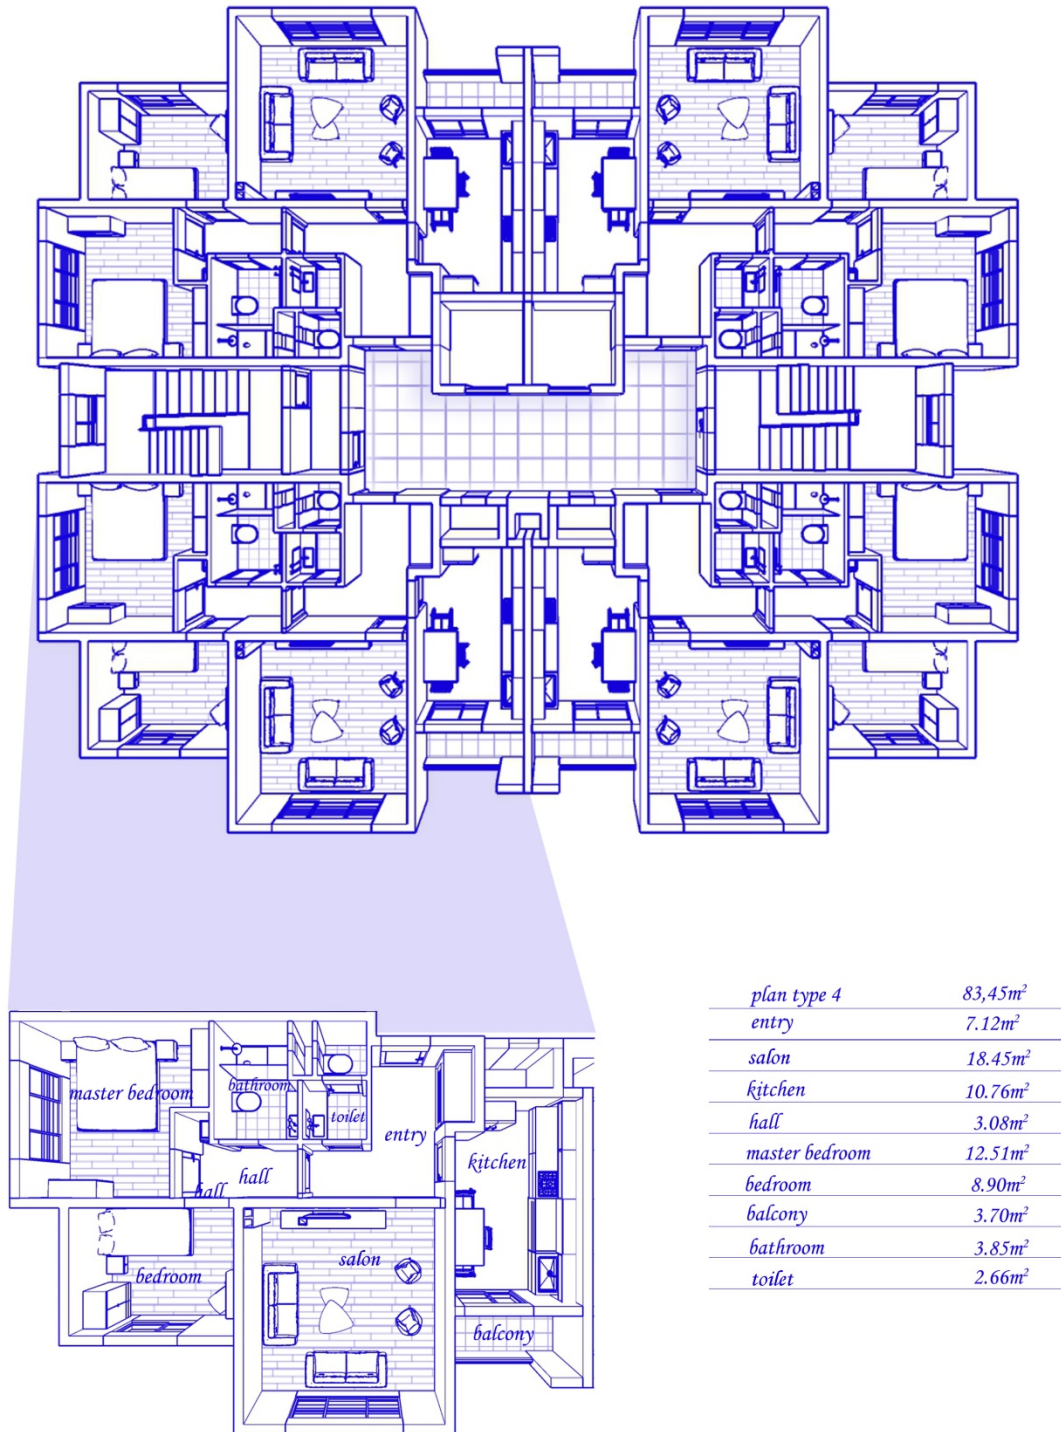 master bedroom
bathroom
toilet
entry
kitchen
hall
hall
salon
bedroom
balcony
plan type 4 83,45m²
entry 7.12m²
salon 18.45m²
kitchen 10.76m²
hall 3.08m²
master bedroom 12.51m²
bedroom 8.90m²
balcony 3.70m²
bathroom 3.85m²
toilet 2.66m²